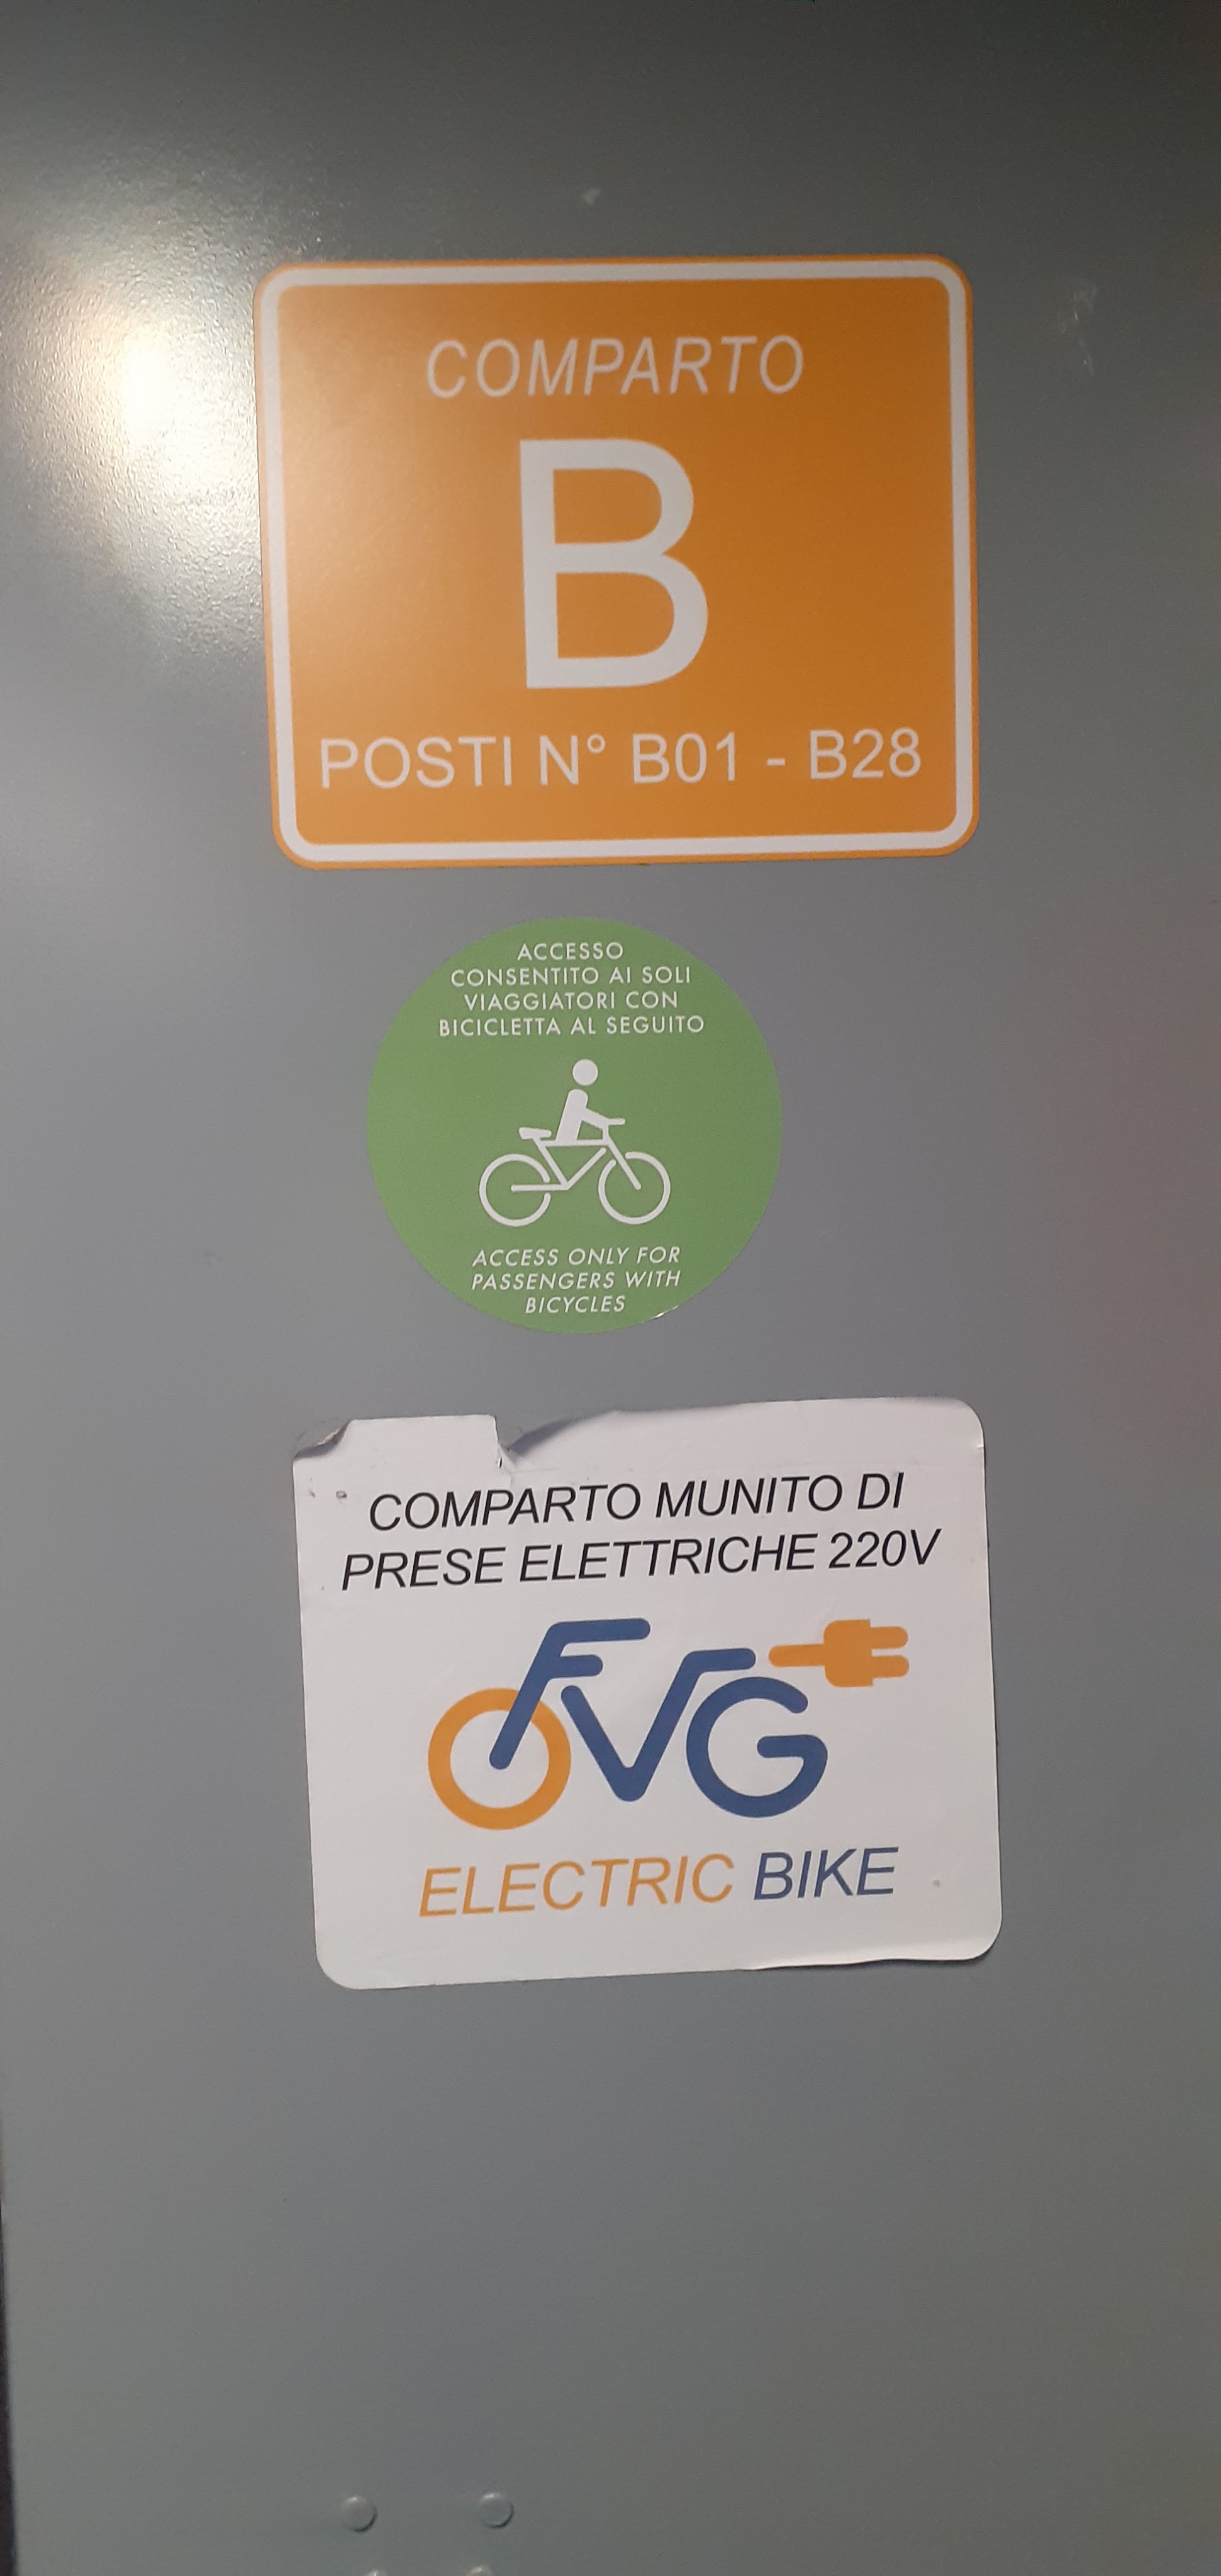 COMPARTO
B
POSTI N° B01 - B28
ACCESSO
CONSENTITO AI SOLI
VIAGGIATORI CON
BICICLETTA AL SEGUITO
ACCESS ONLY FOR
PASSENGERS WITH
BICYCLES
COMPARTO MUNITO DI
PRESE ELETTRICHE 220V
FVG
ELECTRIC BIKE